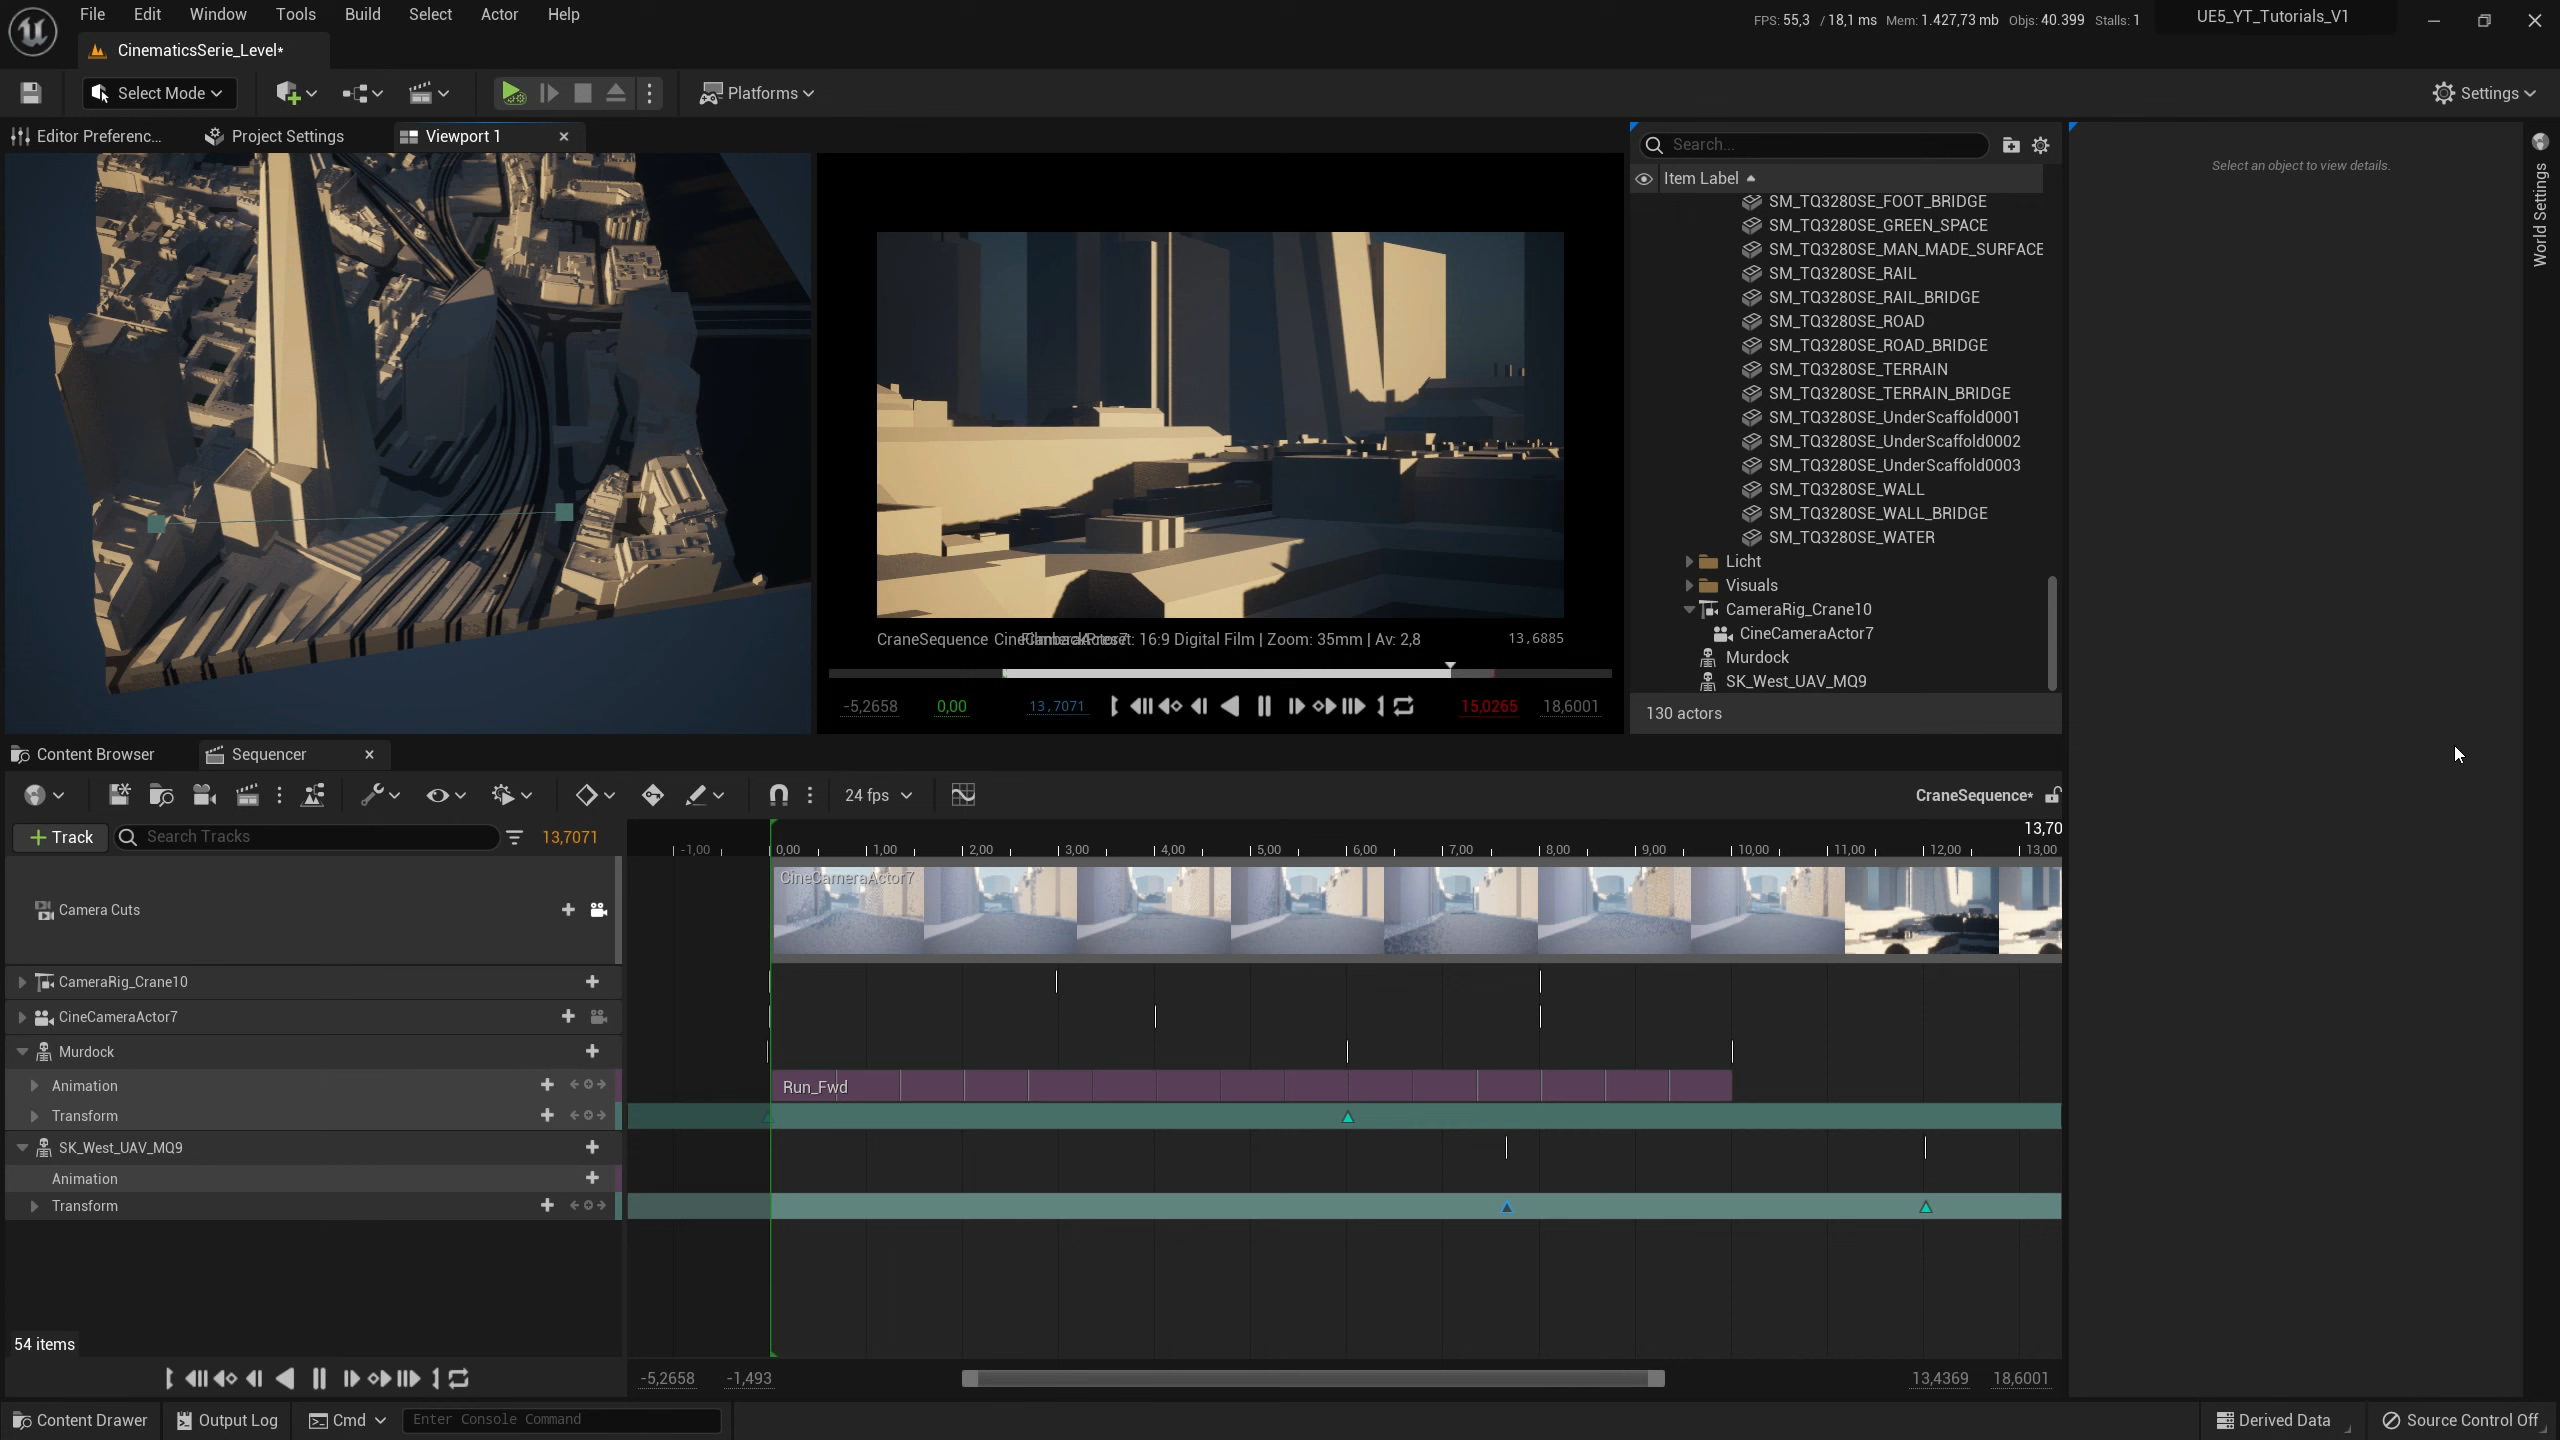 File Edit Window Tools Build Select Actor Help
FPS: 55,3 / 18,1 ms Mem: 1.427,73 mb Objs: 40.399 Stalls: 1
UE5_YT_Tutorials_V1
CinematicsSerie_Level*
Select Mode
Platforms
Settings
Editor Preferenc...
Project Settings
Viewport 1
CraneSequence
Preset: 16:9 Digital Film | Zoom: 35mm | Av: 2,8
13,6885
-5,2658 0,00 13,7071 15,0265 18,6001
Search...
Item Label
SM_TQ3280SE_FOOT_BRIDGE
SM_TQ3280SE_GREEN_SPACE
SM_TQ3280SE_MAN_MADE_SURFACE
SM_TQ3280SE_RAIL
SM_TQ3280SE_RAIL_BRIDGE
SM_TQ3280SE_ROAD
SM_TQ3280SE_ROAD_BRIDGE
SM_TQ3280SE_TERRAIN
SM_TQ3280SE_TERRAIN_BRIDGE
SM_TQ3280SE_UnderScaffold0001
SM_TQ3280SE_UnderScaffold0002
SM_TQ3280SE_UnderScaffold0003
SM_TQ3280SE_WALL
SM_TQ3280SE_WALL_BRIDGE
SM_TQ3280SE_WATER
Licht
Visuals
CameraRig_Crane10
CineCameraActor7
Murdock
SK_West_UAV_MQ9
130 actors
Select an object to view details.
World Settings
Content Browser
Sequencer
24 fps
CraneSequence*
Track
Search Tracks
13,7071
13,70
-1,00 0,00 1,00 2,00 3,00 4,00 5,00 6,00 7,00 8,00 9,00 10,00 11,00 12,00 13,00
CineCameraActor7
Camera Cuts
CameraRig_Crane10
CineCameraActor7
Murdock
Animation
Run_Fwd
Transform
SK_West_UAV_MQ9
Animation
Transform
54 items
-5,2658 -1,493 13,4369 18,6001
Content Drawer
Output Log
Cmd
Enter Console Command
Derived Data
Source Control Off